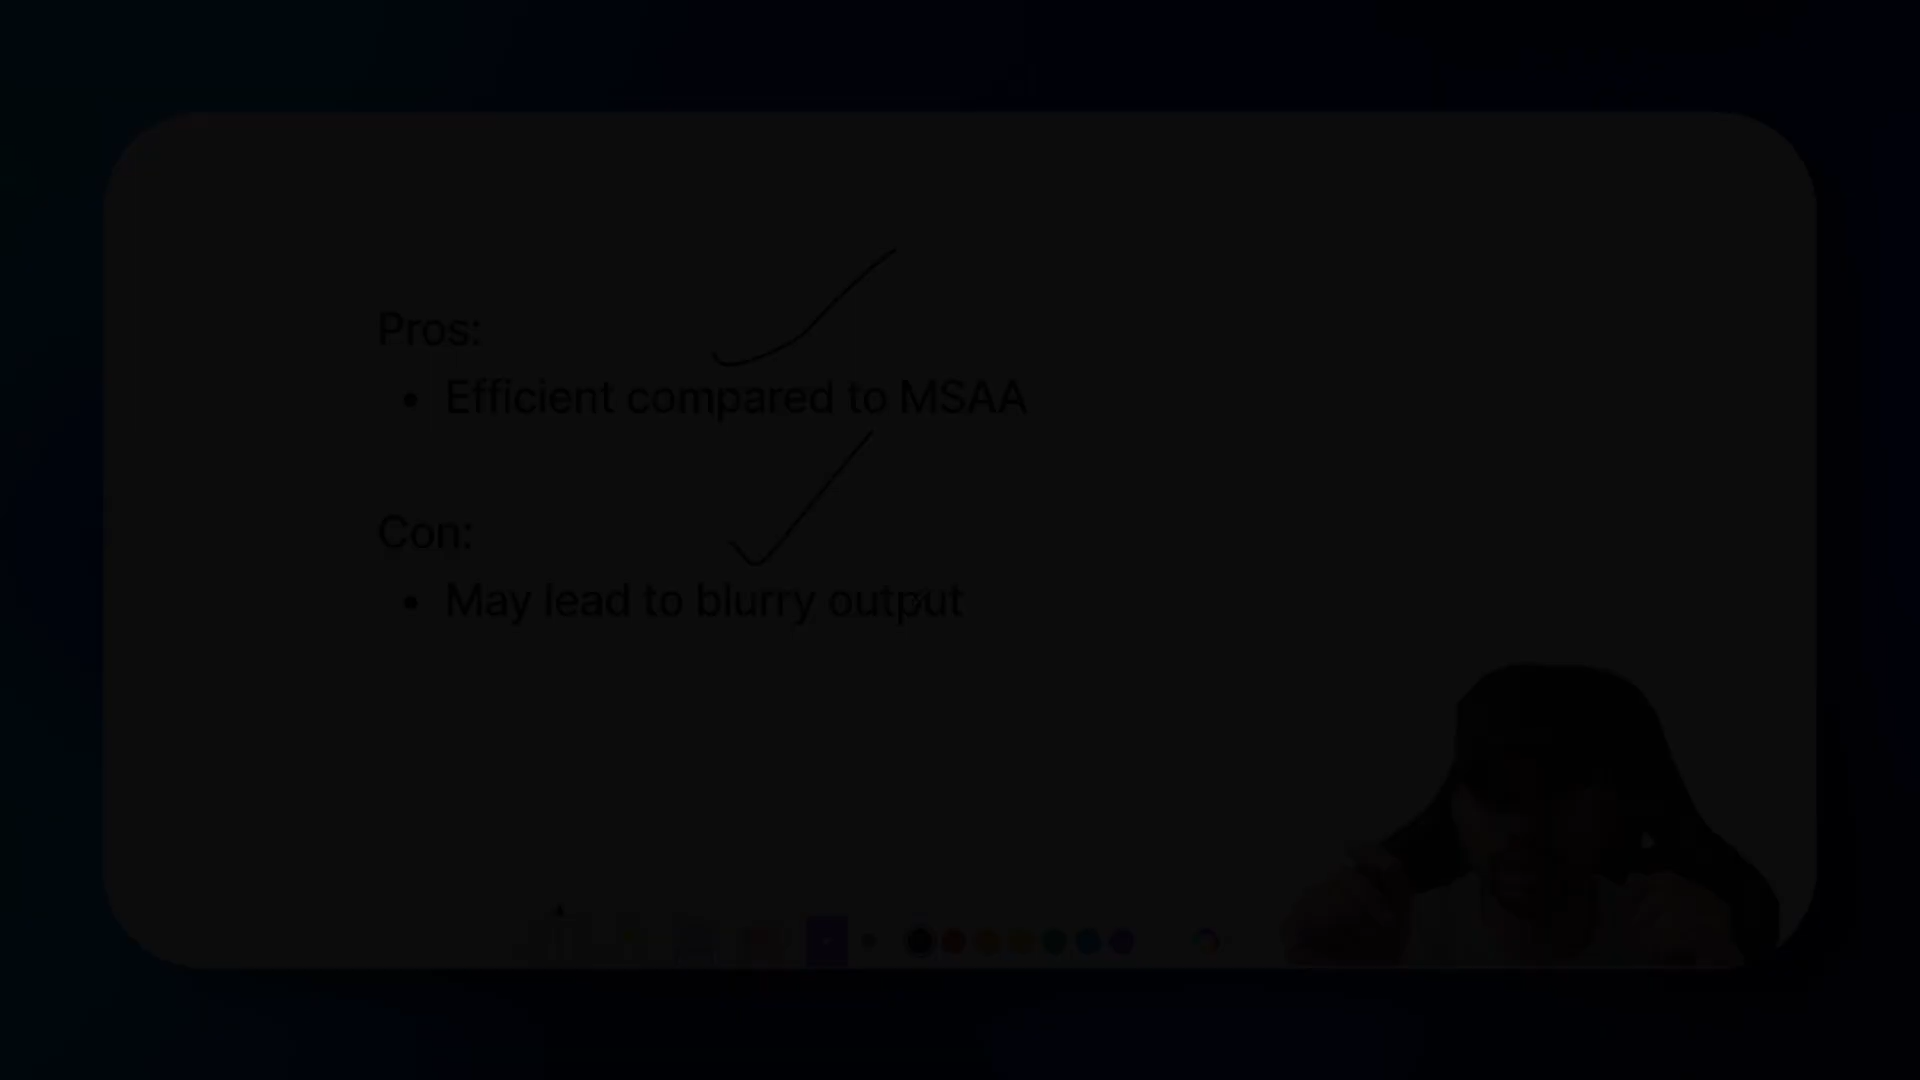 Pros:
• Efficient compared to MSAA
Con:
• May lead to blurry output